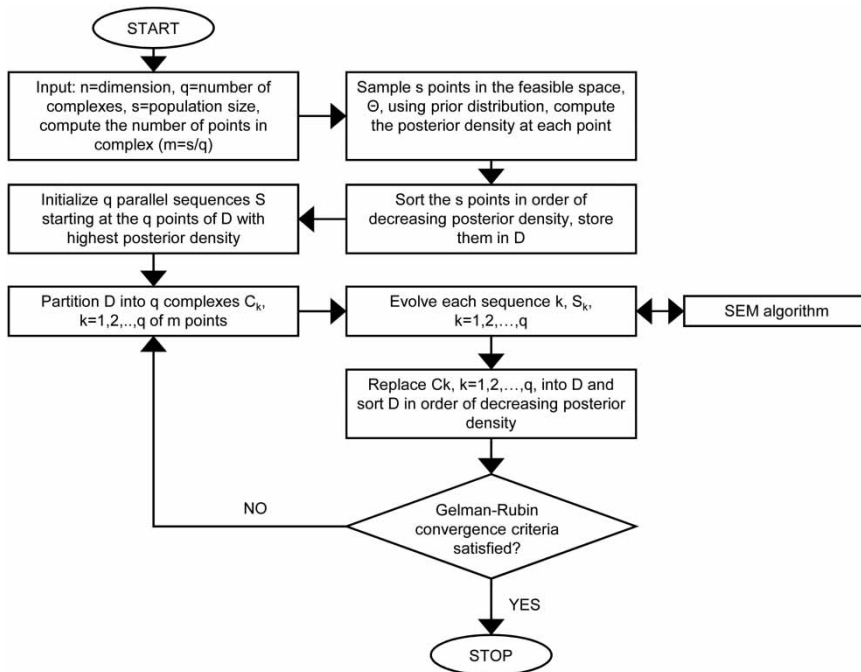 START
Input: n=dimension, q=number of
complexes, s=population size,
compute the number of points in
complex (m=s/q)
Sample s points in the feasible space,
Θ, using prior distribution, compute
the posterior density at each point
Sort the s points in order of
decreasing posterior density, store
them in D
Initialize q parallel sequences S
starting at the q points of D with
highest posterior density
Partition D into q complexes Cₖ,
k=1,2,..,q of m points
Evolve each sequence k, Sₖ,
k=1,2,...,q
SEM algorithm
Replace Ck, k=1,2,...,q, into D and
sort D in order of decreasing posterior
density
Gelman-Rubin
convergence criteria
satisfied?
NO
YES
STOP